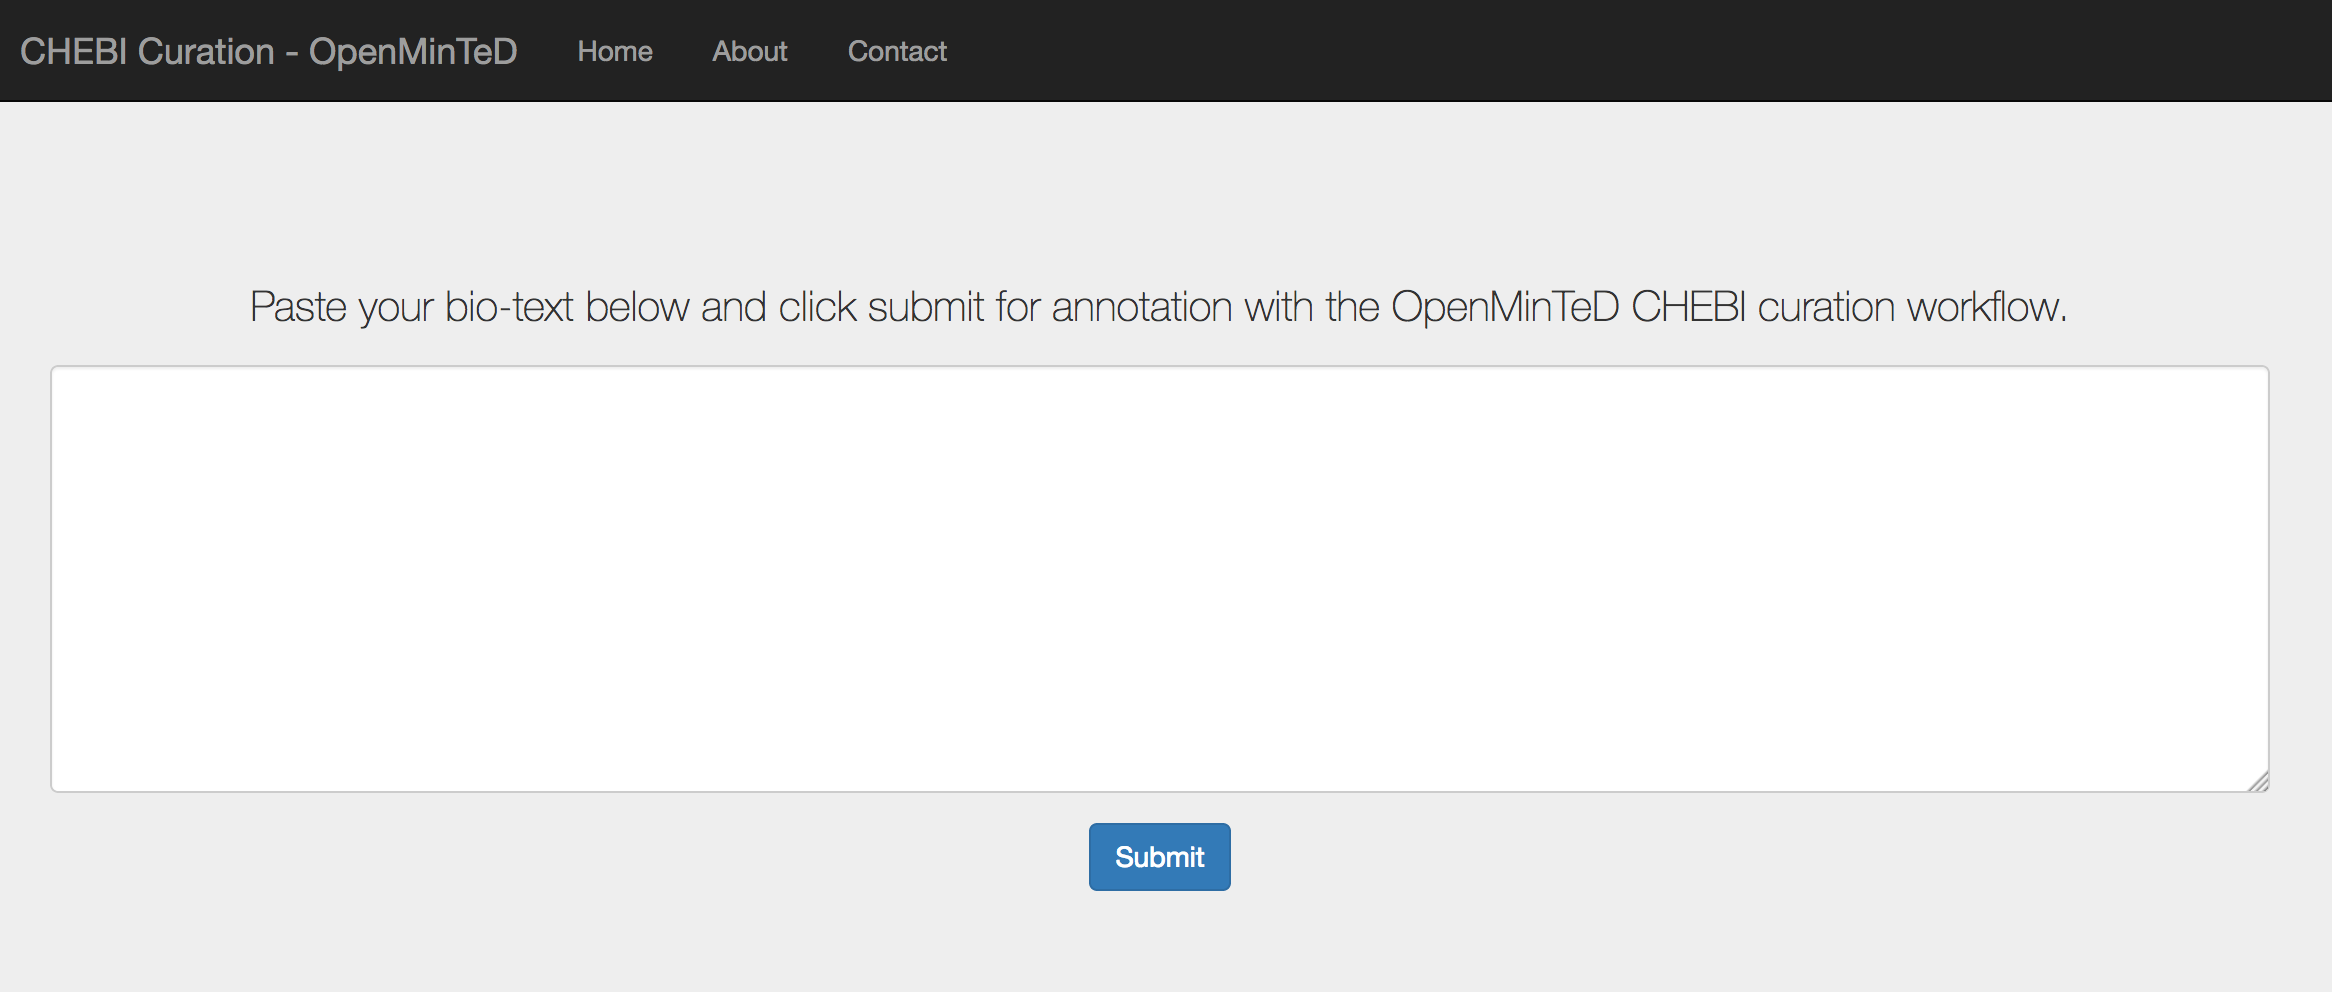 CHEBI Curation - OpenMinTeD Home About Contact
Paste your bio-text below and click submit for annotation with the OpenMinTeD CHEBI curation workflow.
Submit